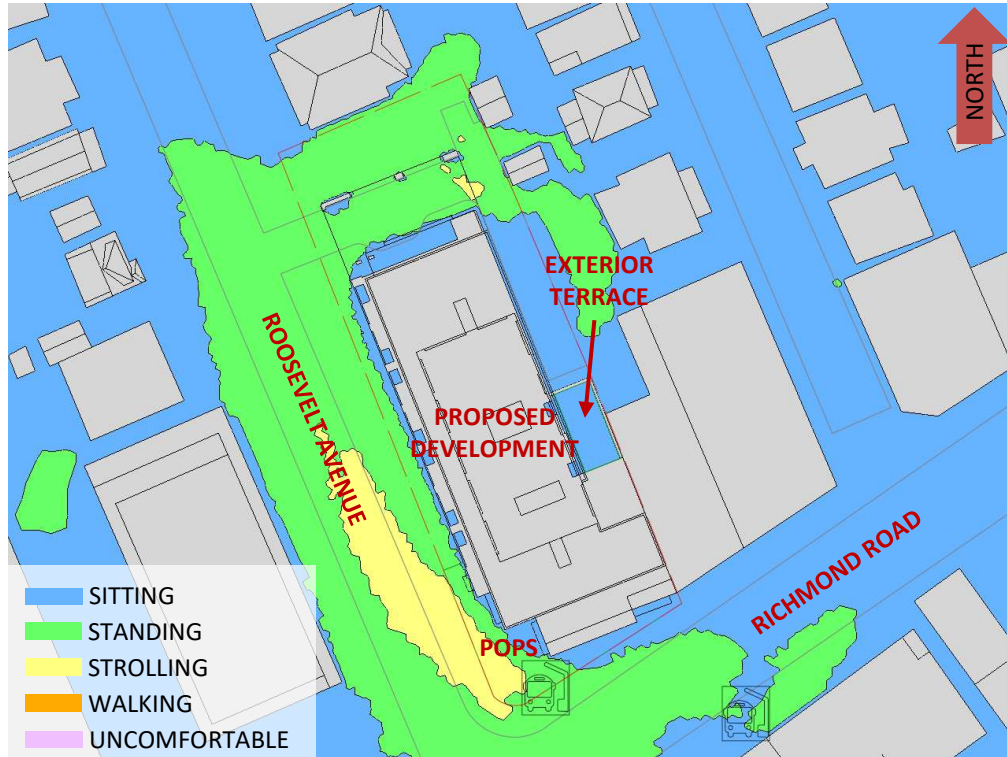 NORTH
EXTERIOR
TERRACE
ROOSEVELT AVENUE
PROPOSED
DEVELOPMENT
RICHMOND ROAD
POPS
SITTING
STANDING
STROLLING
WALKING
UNCOMFORTABLE